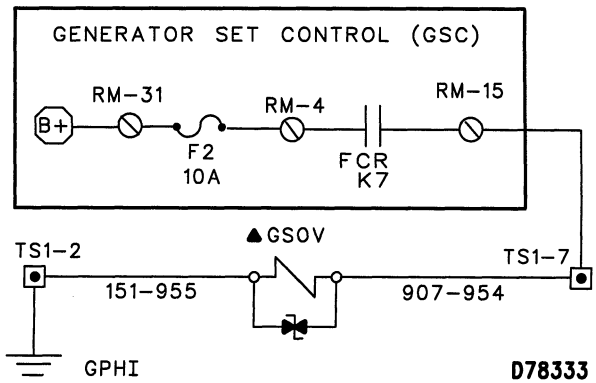 GENERATOR SET CONTROL (GSC)
RM-31
RM-4
RM-15
B+
F2
10A
FCR
K7
▲GSOV
TS1-2
TS1-7
151-955
907-954
GPHI
D78333